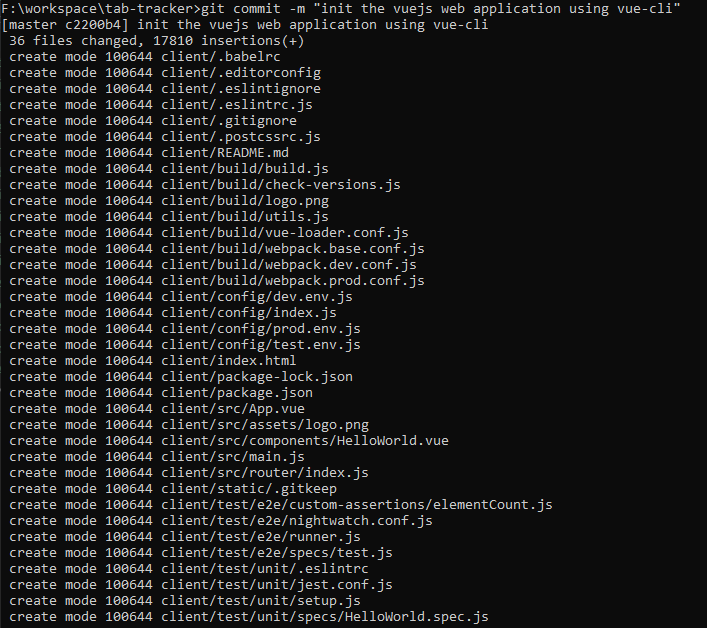 F:\workspace\tab-tracker>git commit -m "init the vuejs web application using vue-cli"
[master c2200b4] init the vuejs web application using vue-cli
36 files changed, 17810 insertions(+)
create mode 100644 client/.babelrc
create mode 100644 client/.editorconfig
create mode 100644 client/.eslintignore
create mode 100644 client/.eslintrc.js
create mode 100644 client/.gitignore
create mode 100644 client/.postcssrc.js
create mode 100644 client/README.md
create mode 100644 client/build/build.js
create mode 100644 client/build/check-versions.js
create mode 100644 client/build/logo.png
create mode 100644 client/build/utils.js
create mode 100644 client/build/vue-loader.conf.js
create mode 100644 client/build/webpack.base.conf.js
create mode 100644 client/build/webpack.dev.conf.js
create mode 100644 client/build/webpack.prod.conf.js
create mode 100644 client/config/dev.env.js
create mode 100644 client/config/index.js
create mode 100644 client/config/prod.env.js
create mode 100644 client/config/test.env.js
create mode 100644 client/index.html
create mode 100644 client/package-lock.json
create mode 100644 client/package.json
create mode 100644 client/src/App.vue
create mode 100644 client/src/assets/logo.png
create mode 100644 client/src/components/HelloWorld.vue
create mode 100644 client/src/main.js
create mode 100644 client/src/router/index.js
create mode 100644 client/static/.gitkeep
create mode 100644 client/test/e2e/custom-assertions/elementCount.js
create mode 100644 client/test/e2e/nightwatch.conf.js
create mode 100644 client/test/e2e/runner.js
create mode 100644 client/test/e2e/specs/test.js
create mode 100644 client/test/unit/.eslintrc
create mode 100644 client/test/unit/jest.conf.js
create mode 100644 client/test/unit/setup.js
create mode 100644 client/test/unit/specs/HelloWorld.spec.js